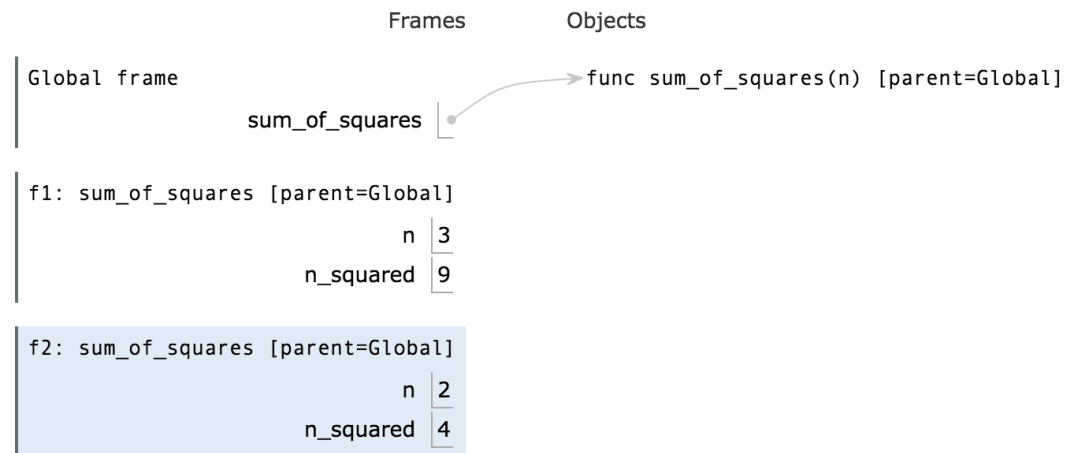 Frames Objects
Global frame func sum_of_squares(n) [parent=Global]
sum_of_squares
f1: sum_of_squares [parent=Global]
n 3
n_squared 9
f2: sum_of_squares [parent=Global]
n 2
n_squared 4